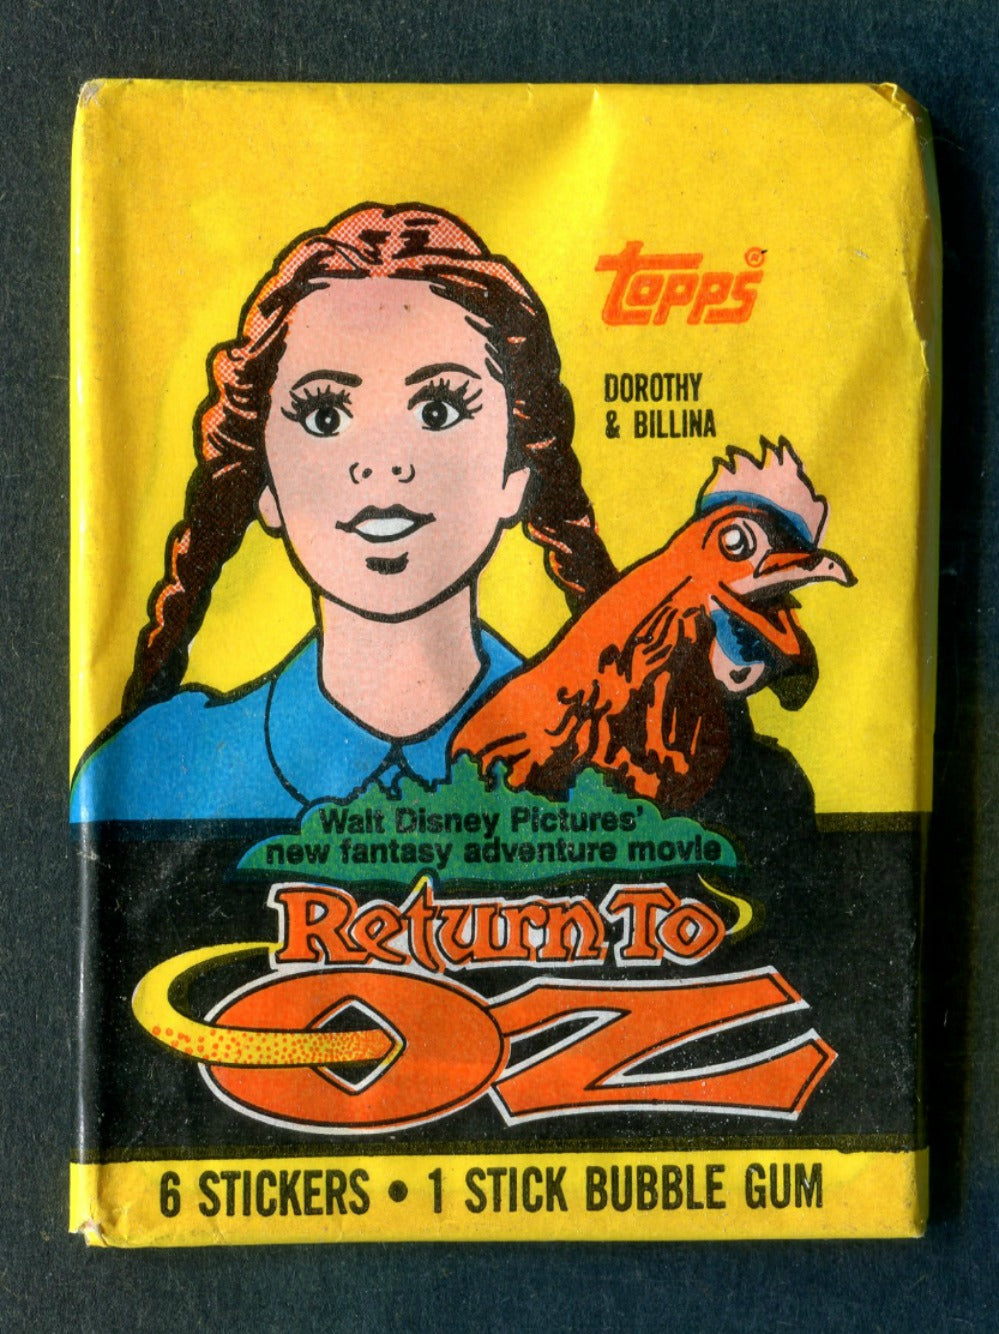 Topps®
DOROTHY
& BILLINA
Walt Disney Pictures'
new fantasy adventure movie
Return To
OZ
6 STICKERS • 1 STICK BUBBLE GUM